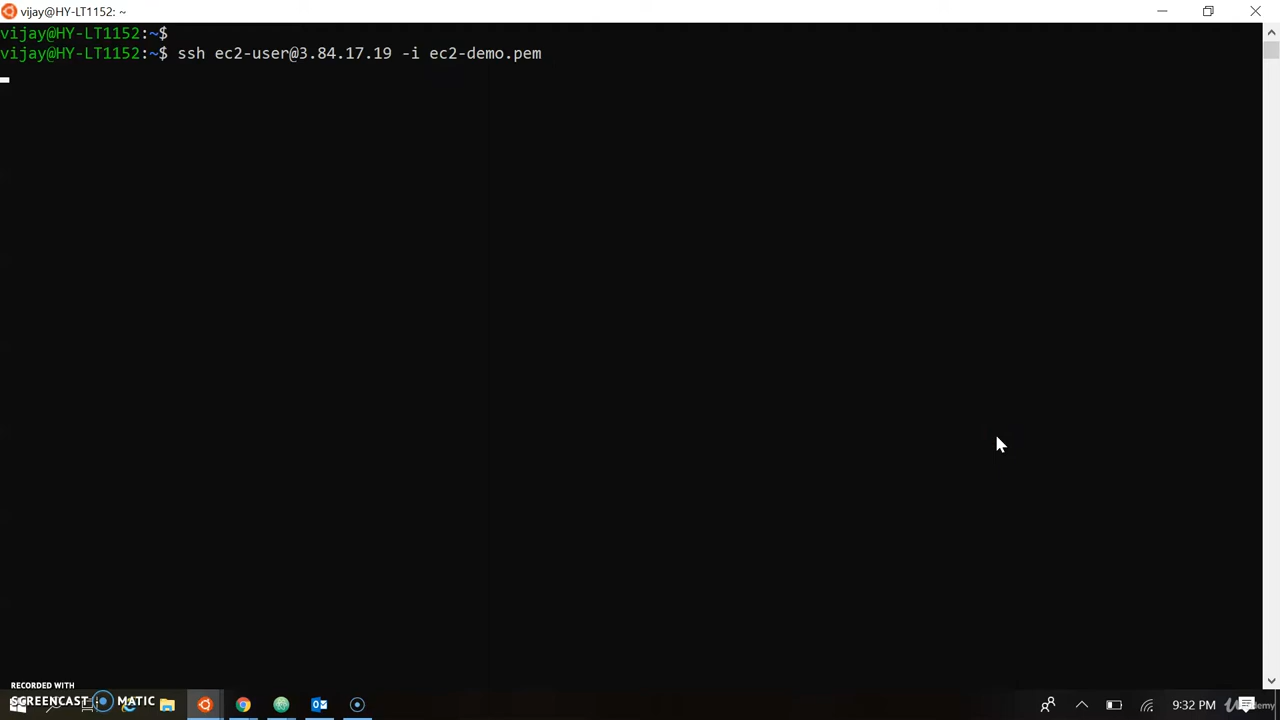 vijay@HY-LT1152: ~
vijay@HY-LT1152:~$
vijay@HY-LT1152:~$ ssh ec2-user@3.84.17.19 -i ec2-demo.pem
RECORDED WITH
SCREENCAST MATIC
9:32 PM